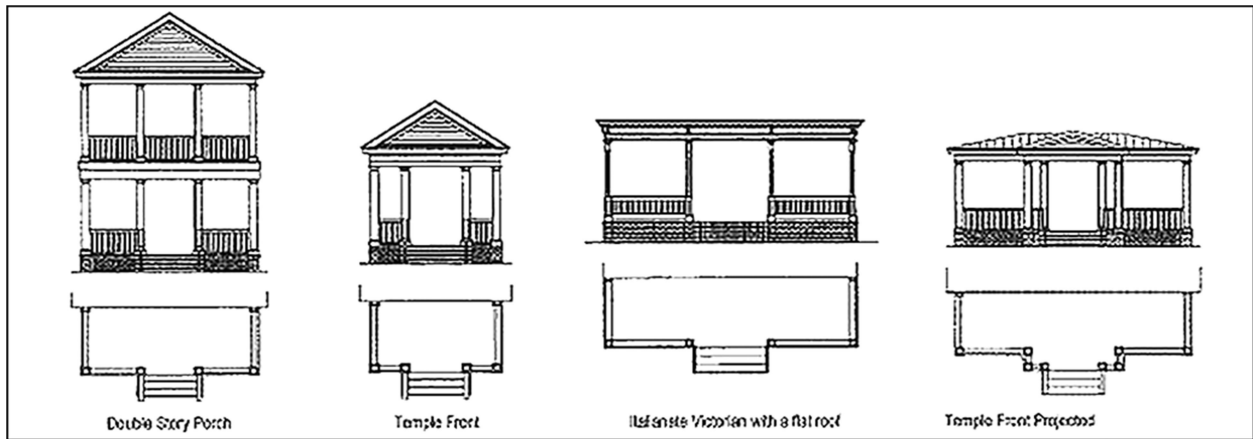 Double Story Porch
Temple Front
Italianate Victorian with a flat roof
Temple Front Projected